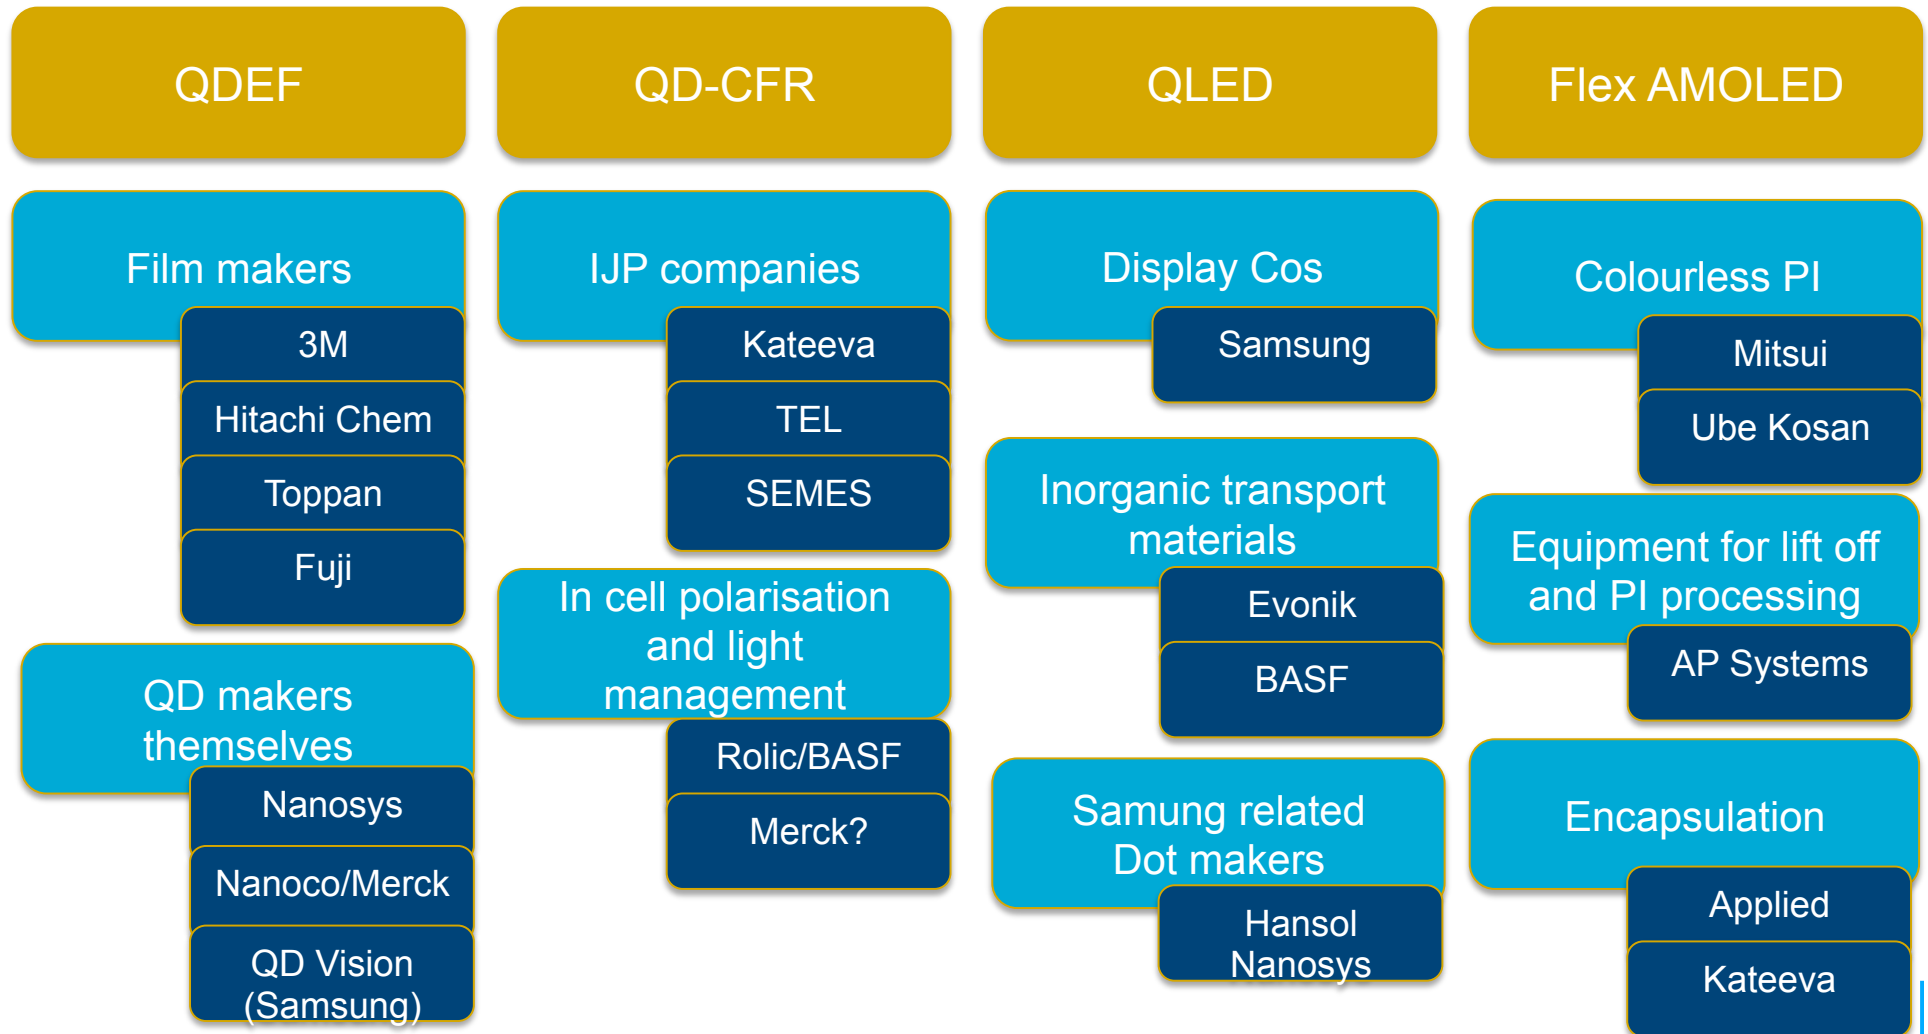 QDEF
Film makers
3M
Hitachi Chem
Toppan
Fuji
QD makers
themselves
Nanosys
Nanoco/Merck
QD Vision
(Samsung)
QD-CFR
IJP companies
Kateeva
TEL
SEMES
In cell polarisation
and light
management
Rolic/BASF
Merck?
QLED
Display Cos
Samsung
Inorganic transport
materials
Evonik
BASF
Samung related
Dot makers
Hansol
Nanosys
Flex AMOLED
Colourless PI
Mitsui
Ube Kosan
Equipment for lift off
and PI processing
AP Systems
Encapsulation
Applied
Kateeva